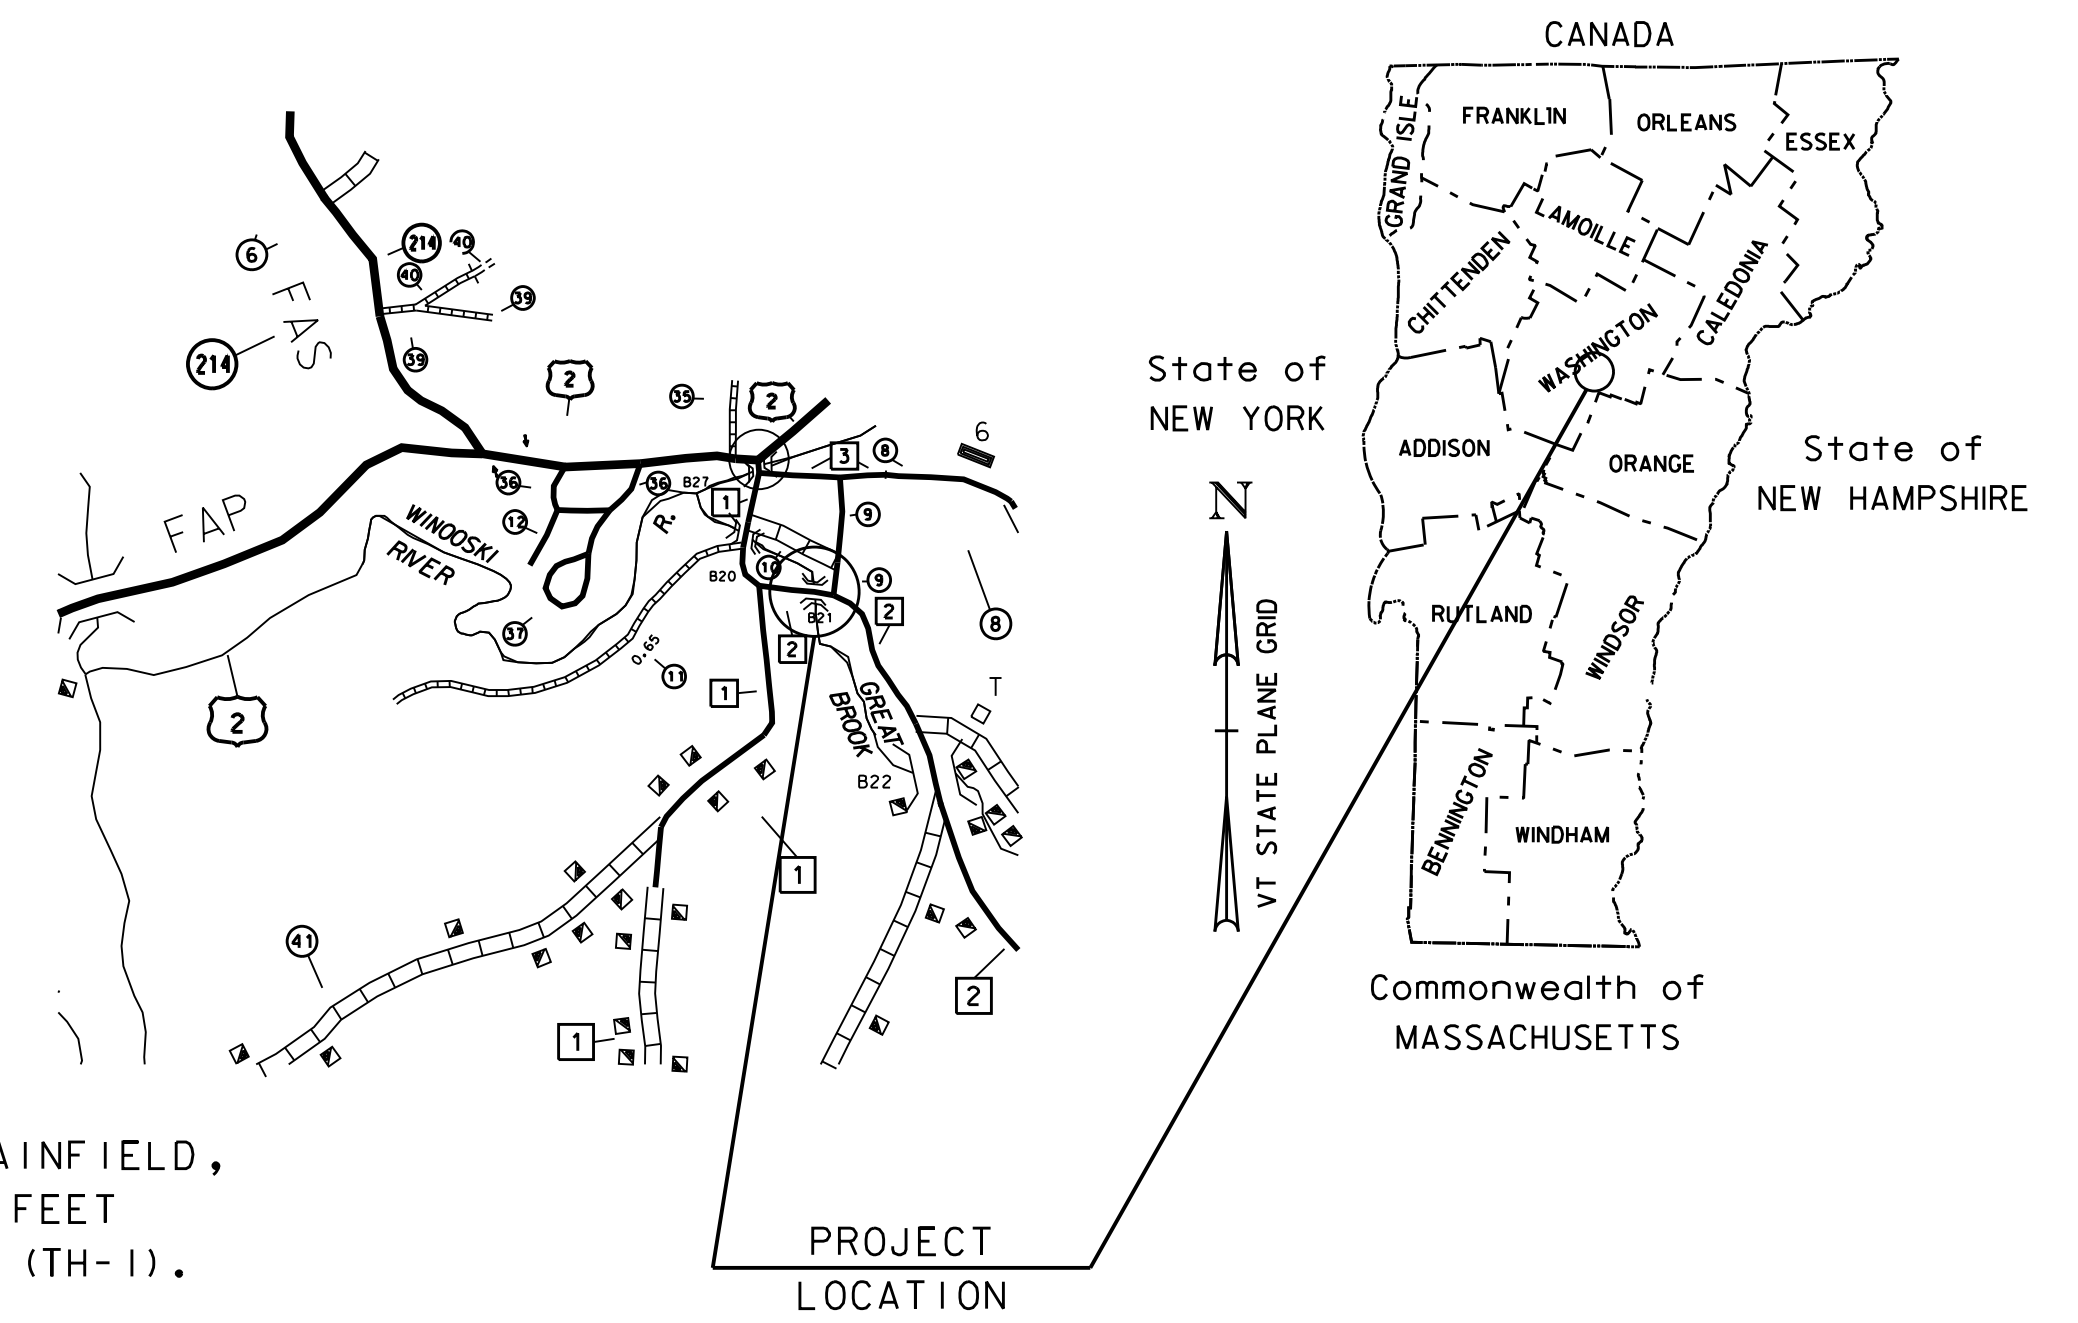 CANADA
FRANKLIN
ORLEANS
ESSEX
GRAND ISLE
LAMOILLE
CHITTENDEN
CALEDONIA
WASHINGTON
ADDISON
ORANGE
RUTLAND
WINDSOR
BENNINGTON
WINDHAM
State of
NEW YORK
State of
NEW HAMPSHIRE
Commonwealth of
MASSACHUSETTS
N
VT STATE PLANE GRID
214
40
6
40
39
FAS
214
39
2
35
2
6
3
8
36
36
B27
1
FAP
12
9
WINOOSKI
RIVER
R.
10
B20
9
2
B21
8
37
2
0.65
11
1
T
2
GREAT
BROOK
B22
1
41
2
1
AINFIELD,
FEET
(TH-1).
PROJECT
LOCATION